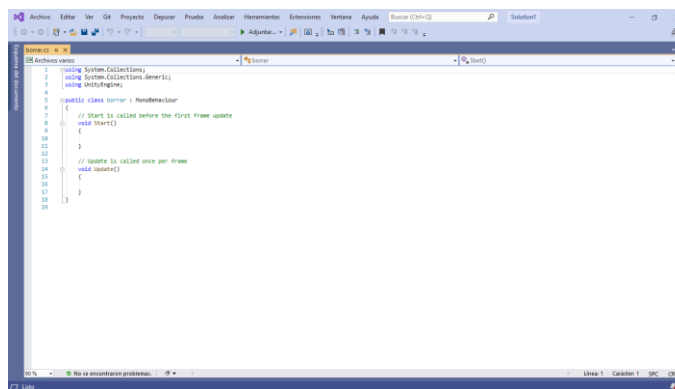 Archivo Editar Ver Git Proyecto Depurar Prueba Analizar Herramientas Extensiones Ventana Ayuda Buscar (Ctrl+Q) Solution1
Adjuntar...
borrar.cs
Archivos varios borrar Start()
Esquema del documento
1 using System.Collections;
2 using System.Collections.Generic;
3 using UnityEngine;
4
5 public class borrar : MonoBehaviour
6 {
7 // Start is called before the first frame update
8 void Start()
9 {
10
11 }
12
13 // Update is called once per frame
14 void Update()
15 {
16
17 }
18 }
19
90 % No se encontraron problemas. Línea: 1 Carácter: 1 SPC CR
Listo